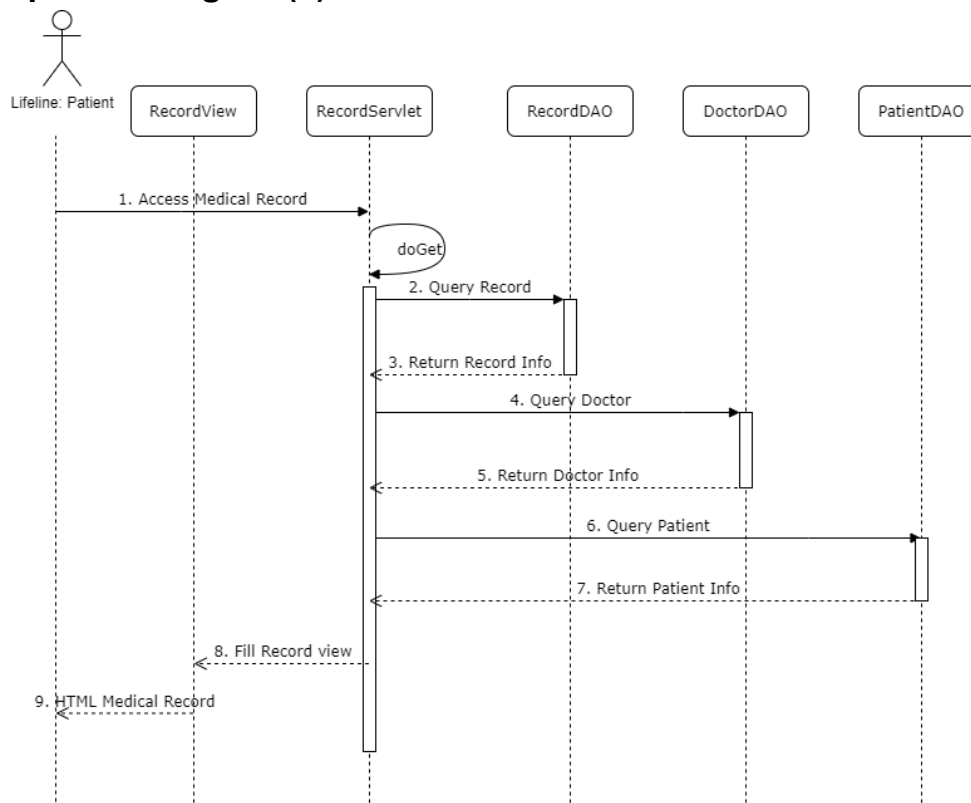 Lifeline: Patient
RecordView
RecordServlet
RecordDAO
DoctorDAO
PatientDAO
1. Access Medical Record
doGet
2. Query Record
3. Return Record Info
4. Query Doctor
5. Return Doctor Info
6. Query Patient
7. Return Patient Info
8. Fill Record view
9. HTML Medical Record